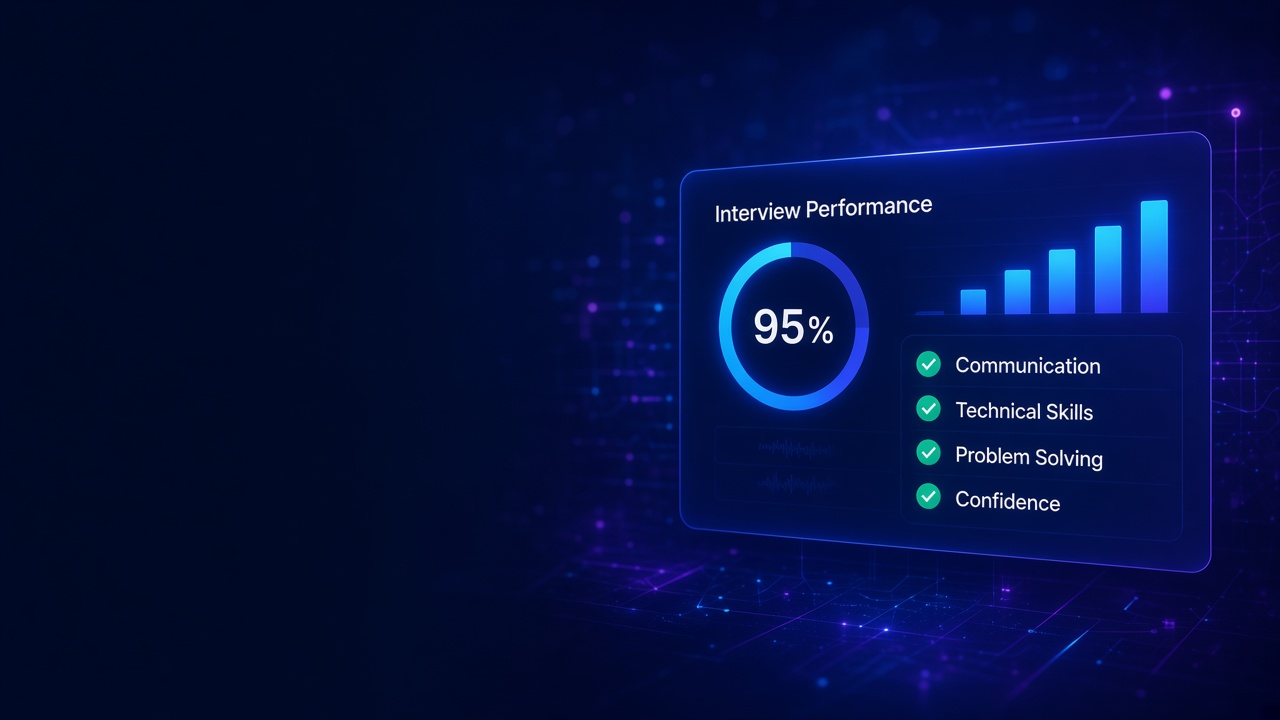 Interview Performance
95%
Communication
Technical Skills
Problem Solving
Confidence